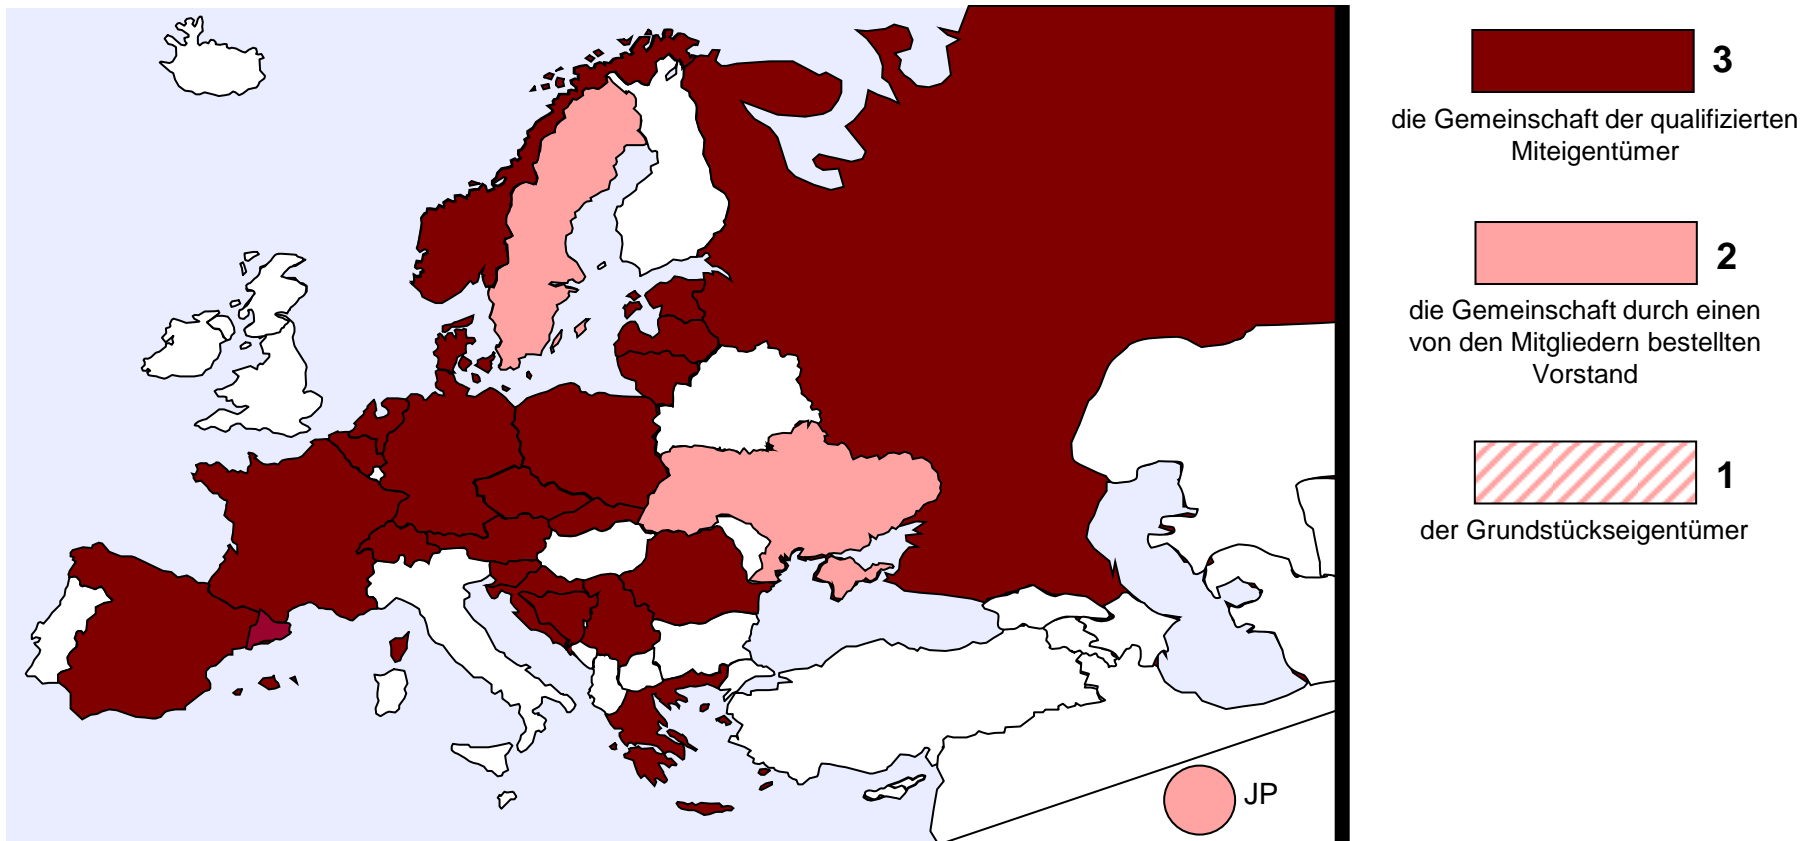 3
die Gemeinschaft der qualifizierten
Miteigentümer
2
die Gemeinschaft durch einen
von den Mitgliedern bestellten
Vorstand
1
der Grundstückseigentümer
JP